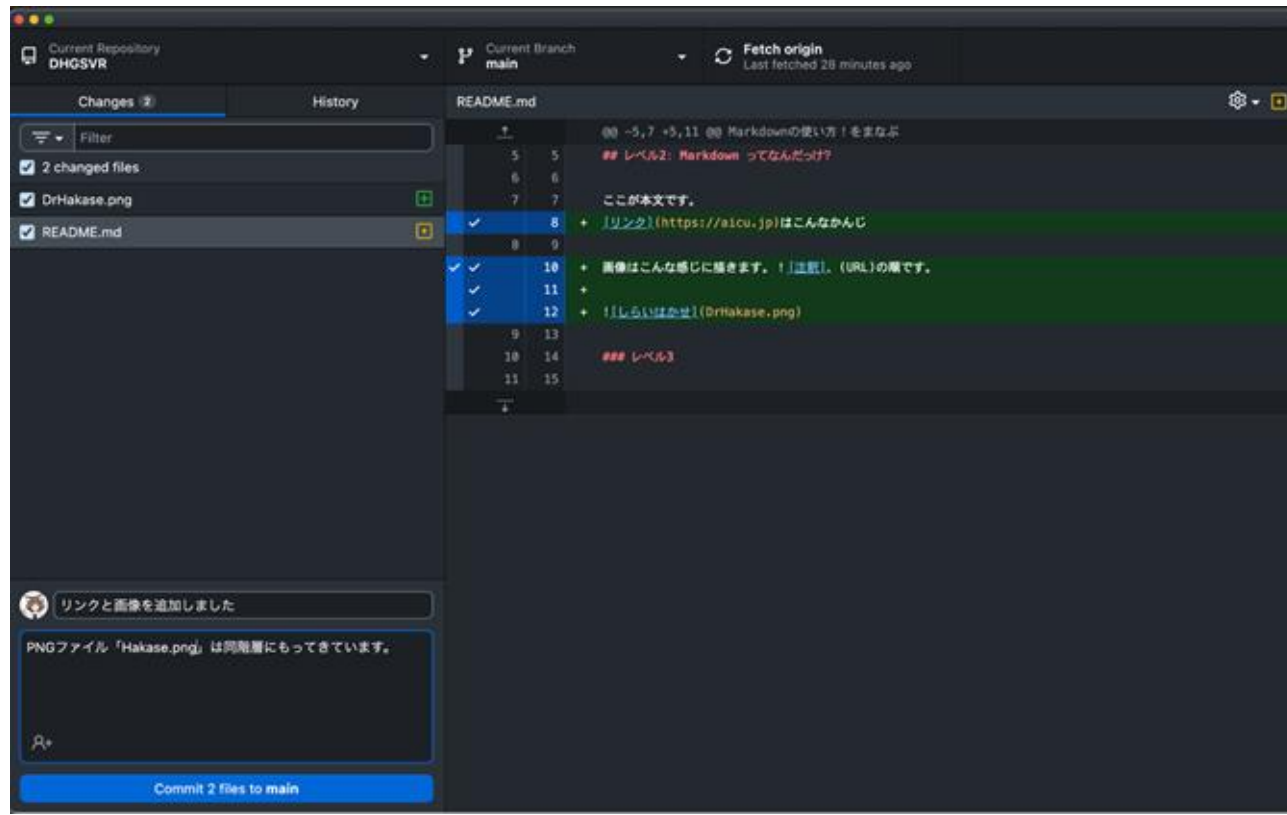 Current Repository
DHGSVR
Current Branch
main
Fetch origin
Last fetched 28 minutes ago
Changes 2
History
README.md
Filter
2 changed files
DrHakase.png
README.md
@@ -5,7 +5,11 @@ Markdownの使い方!をまなぶ
5 5 ## レベル2: Markdown ってなんだっけ?
6 6
7 7 ここが本文です。
8 + [リンク](https://aicu.jp)はこんなかんじ
8 9
10 + 画像はこんな感じに描きます。![注釈]、(URL)の順です。
11 +
12 + ![しらいはかせ](DrHakase.png)
9 13
10 14 ### レベル3
11 15
リンクと画像を追加しました
PNGファイル「Hakase.png」は同階層にもってきています。
Commit 2 files to main